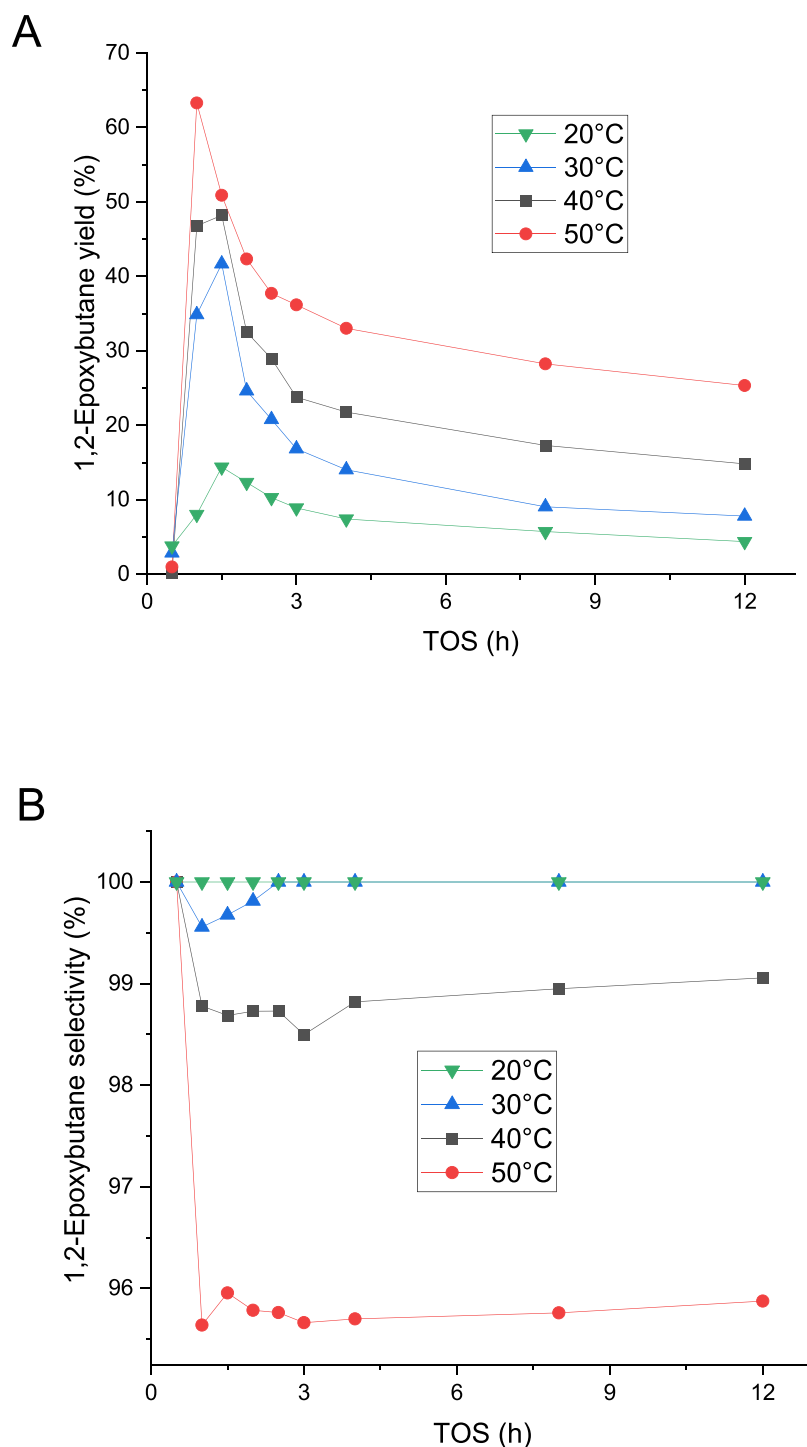 A
1,2-Epoxybutane yield (%)
70
60
50
40
30
20
10
0
20°C
30°C
40°C
50°C
0 3 6 9 12
TOS (h)
B
1,2-Epoxybutane selectivity (%)
100
99
98
97
96
20°C
30°C
40°C
50°C
0 3 6 9 12
TOS (h)